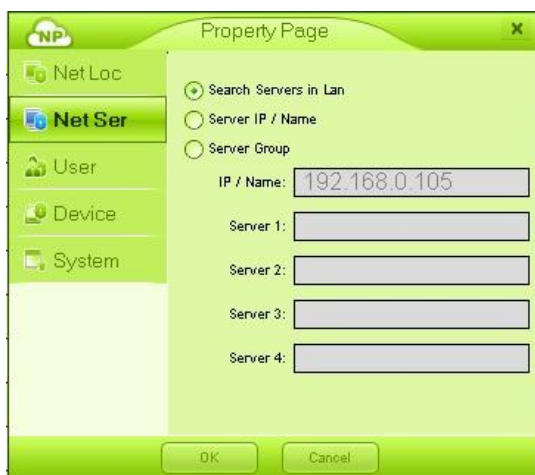 NP Property Page x
Net Loc
Net Ser
User
Device
System
Search Servers in Lan
Server IP / Name
Server Group
IP / Name: 192.168.0.105
Server 1:
Server 2:
Server 3:
Server 4:
OK Cancel